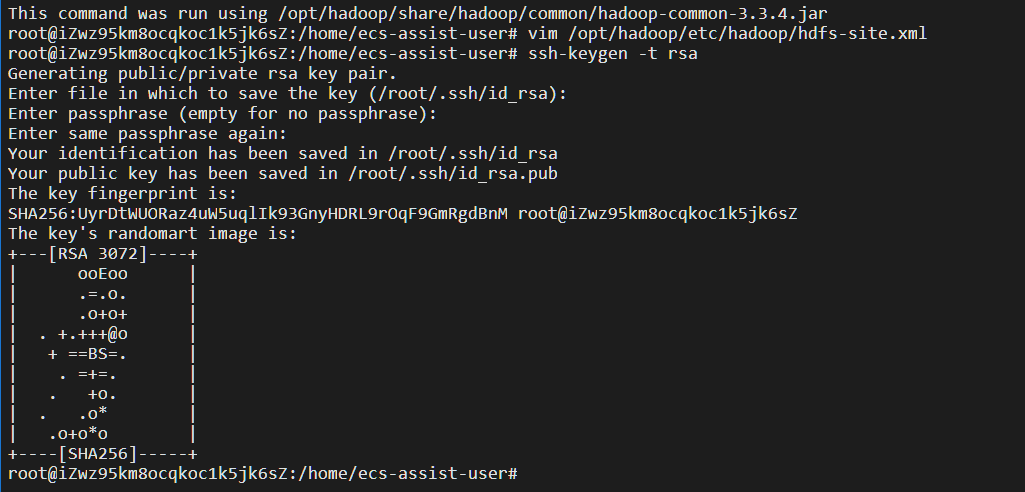 This command was run using /opt/hadoop/share/hadoop/common/hadoop-common-3.3.4.jar
root@iZwz95km8ocqkoc1k5jk6sZ:/home/ecs-assist-user# vim /opt/hadoop/etc/hadoop/hdfs-site.xml
root@iZwz95km8ocqkoc1k5jk6sZ:/home/ecs-assist-user# ssh-keygen -t rsa
Generating public/private rsa key pair.
Enter file in which to save the key (/root/.ssh/id_rsa):
Enter passphrase (empty for no passphrase):
Enter same passphrase again:
Your identification has been saved in /root/.ssh/id_rsa
Your public key has been saved in /root/.ssh/id_rsa.pub
The key fingerprint is:
SHA256:UyrDtWUORaz4uW5uqlIk93GnyHDRL9rOqF9GmRgdBnM root@iZwz95km8ocqkoc1k5jk6sZ
The key's randomart image is:
+---[RSA 3072]----+
|      ooEoo      |
|      .=.o.      |
|      .o+o+      |
|  . +.+++@o      |
|   + ==BS=.      |
|    . =+=.       |
|   .   +o.       |
|  .   .o*        |
|   .o+o*o        |
+----[SHA256]-----+
root@iZwz95km8ocqkoc1k5jk6sZ:/home/ecs-assist-user#